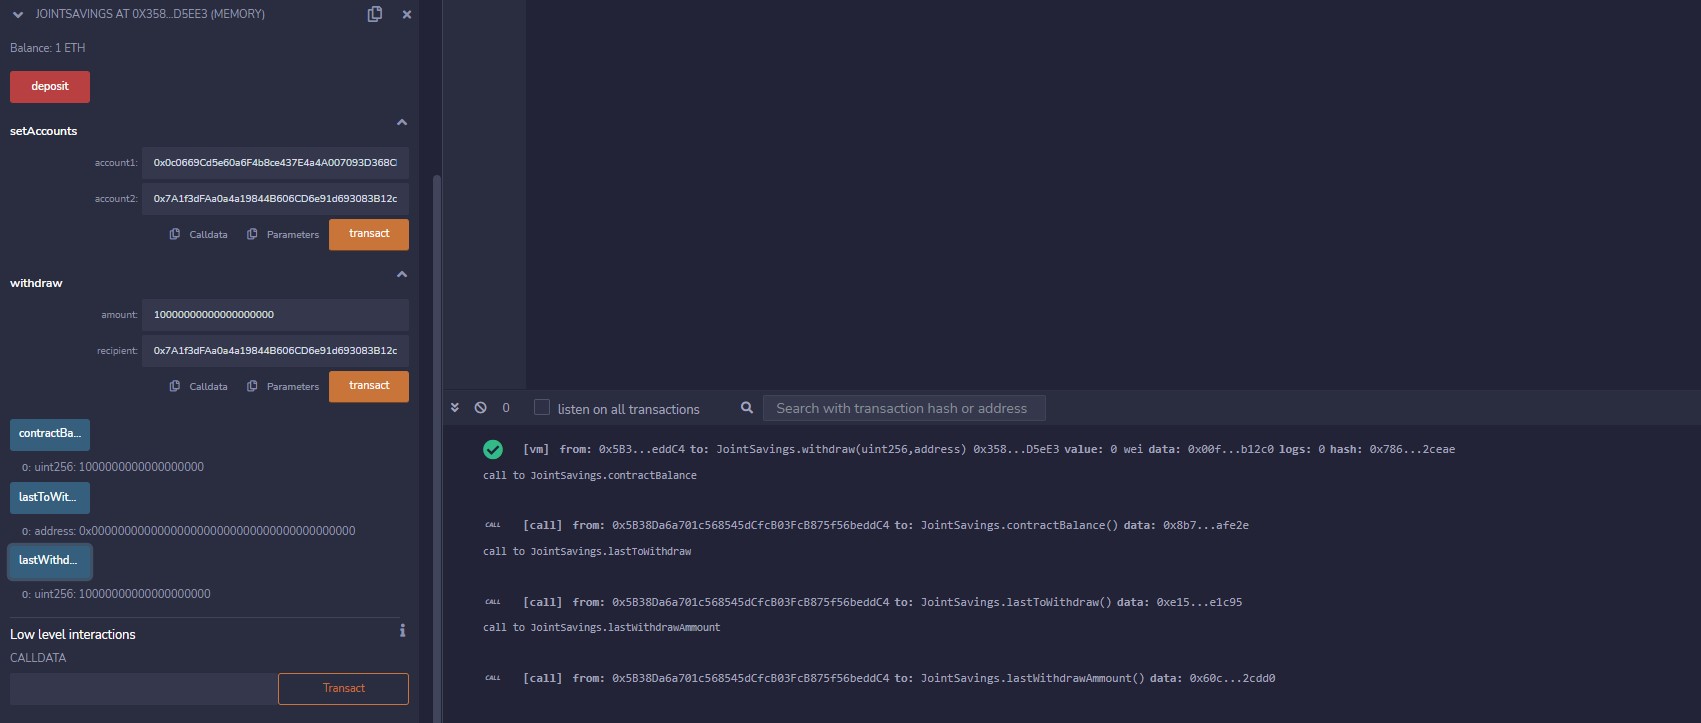 JOINTSAVINGS AT 0X358...D5EE3 (MEMORY)
Balance: 1 ETH
deposit
setAccounts
account1: 0x0c0669Cd5e60a6F4b8ce437E4a4A007093D368C
account2: 0x7A1f3dFAa0a4a19844B606CD6e91d693083B12c
Calldata Parameters transact
withdraw
amount: 10000000000000000000
recipient: 0x7A1f3dFAa0a4a19844B606CD6e91d693083B12c
Calldata Parameters transact
contractBa...
0: uint256: 1000000000000000000
lastToWit...
0: address: 0x0000000000000000000000000000000000000000
lastWithd...
0: uint256: 10000000000000000000
Low level interactions
CALLDATA
Transact
0 listen on all transactions Search with transaction hash or address
[vm] from: 0x5B3...eddC4 to: JointSavings.withdraw(uint256,address) 0x358...D5eE3 value: 0 wei data: 0x00f...b12c0 logs: 0 hash: 0x786...2ceae
call to JointSavings.contractBalance
CALL [call] from: 0x5B38Da6a701c568545dCfcB03FcB875f56beddC4 to: JointSavings.contractBalance() data: 0x8b7...afe2e
call to JointSavings.lastToWithdraw
CALL [call] from: 0x5B38Da6a701c568545dCfcB03FcB875f56beddC4 to: JointSavings.lastToWithdraw() data: 0xe15...e1c95
call to JointSavings.lastWithdrawAmmount
CALL [call] from: 0x5B38Da6a701c568545dCfcB03FcB875f56beddC4 to: JointSavings.lastWithdrawAmmount() data: 0x60c...2cdd0